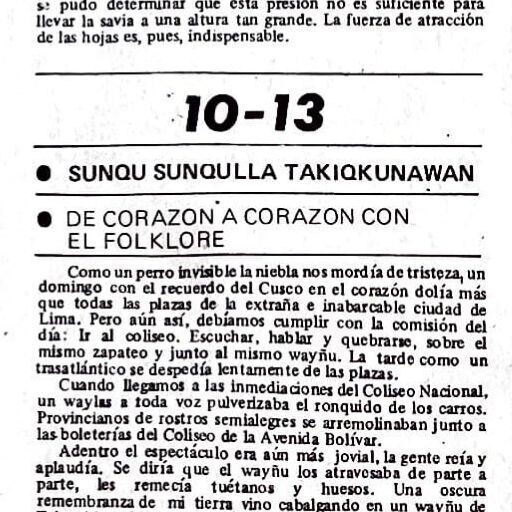 se pudo determinar que esta presión no es suficiente para
llevar la savia a una altura tan grande. La fuerza de atracción
de las hojas es, pues, indispensable.
10-13
● SUNQU SUNQULLA TAKIQKUNAWAN
● DE CORAZON A CORAZON CON
EL FOLKLORE
Como un perro invisible la niebla nos mordía de tristeza, un
domingo con el recuerdo del Cusco en el corazón dolía más
que todas las plazas de la extraña e inabarcable ciudad de
Lima. Pero aún así, debíamos cumplir con la comisión del
día: Ir al coliseo. Escuchar, hablar y quebrarse, sobre el
mismo zapateo y junto al mismo wayñu. La tarde como un
trasatlántico se despedía lentamente de las plazas.
Cuando llegamos a las inmediaciones del Coliseo Nacional,
un waylas a toda voz pulverizaba el ronquido de los carros.
Provincianos de rostros semialegres se arremolinaban junto a
las boleterías del Coliseo de la Avenida Bolívar.
Adentro el espectáculo era aún más jovial, la gente reía y
aplaudía. Se diría que el wayñu los atravesaba de parte a
parte, les remecía tuétanos y huesos. Una oscura
remembranza de mi tierra vino cabalgando en un wayñu de